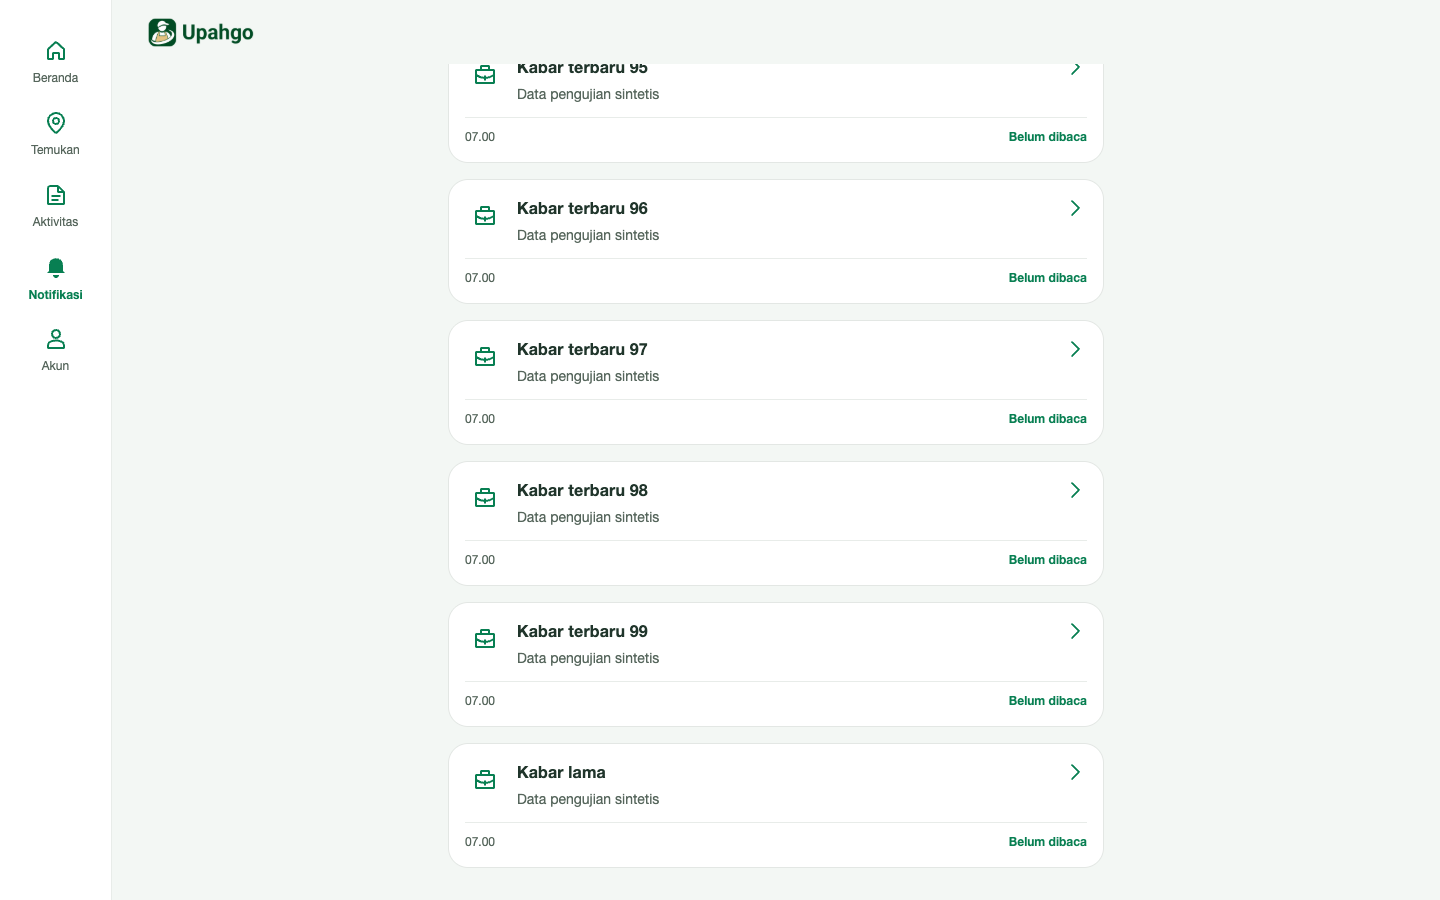 Upahgo
Beranda
Temukan
Aktivitas
Notifikasi
Akun
Kabar terbaru 95
Data pengujian sintetis
07.00
Belum dibaca
Kabar terbaru 96
Data pengujian sintetis
07.00
Belum dibaca
Kabar terbaru 97
Data pengujian sintetis
07.00
Belum dibaca
Kabar terbaru 98
Data pengujian sintetis
07.00
Belum dibaca
Kabar terbaru 99
Data pengujian sintetis
07.00
Belum dibaca
Kabar lama
Data pengujian sintetis
07.00
Belum dibaca